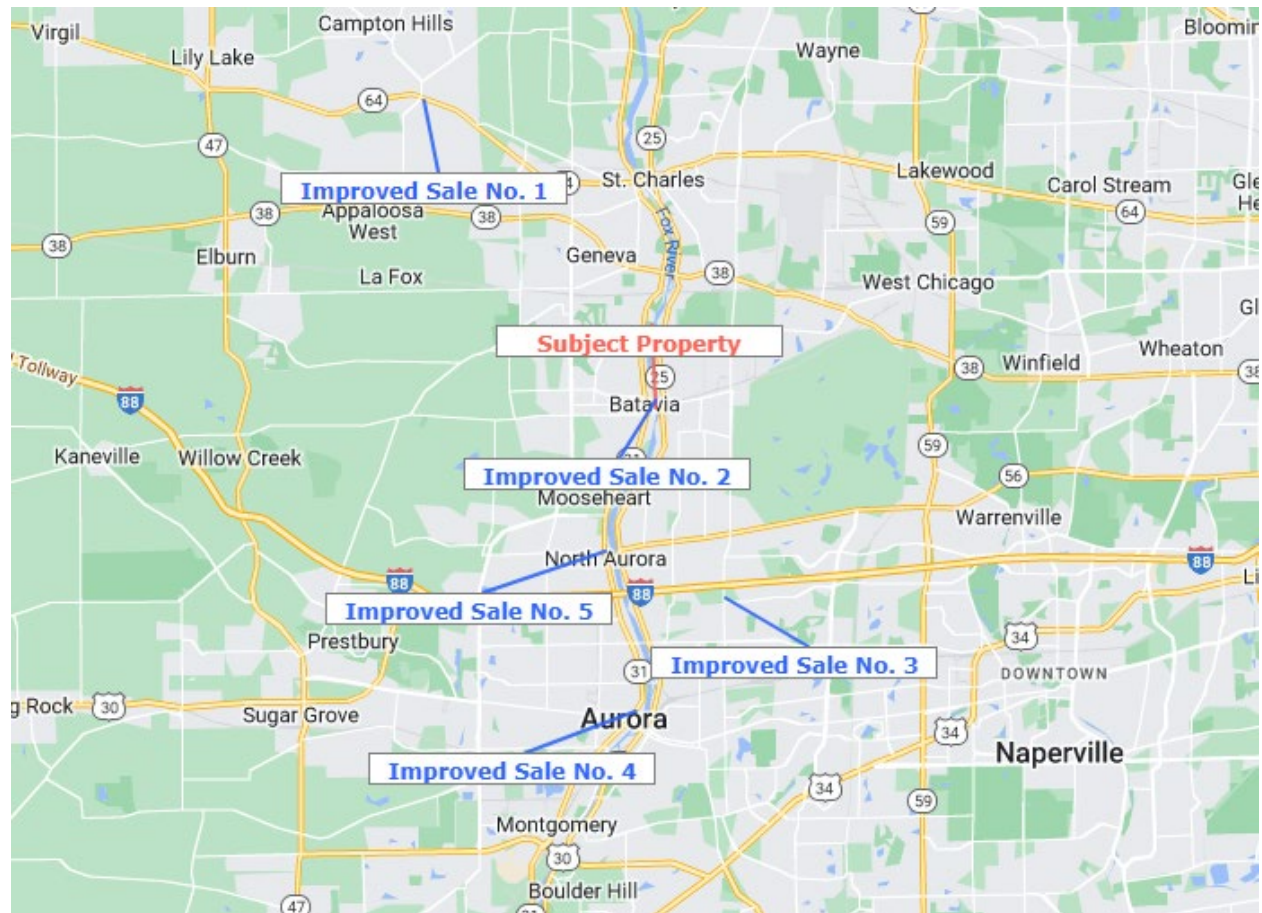 Virgil
Campton Hills
Bloomin
Wayne
Lily Lake
64
25
47
Lakewood
St. Charles
Carol Stream
Gle
He
Improved Sale No. 1
4
64
Appaloosa
West
38
38
38
59
Fox River
Elburn
Geneva
La Fox
38
West Chicago
Gl
Subject Property
Wheaton
Winfield
Tollway
38
38
25
88
Batavia
59
Kaneville
Willow Creek
31
56
Improved Sale No. 2
Mooseheart
Warrenville
North Aurora
88
88
88
Li
Improved Sale No. 5
Prestbury
34
31
Improved Sale No. 3
DOWNTOWN
g Rock
30
Sugar Grove
Aurora
34
Naperville
Improved Sale No. 4
34
59
Montgomery
30
Boulder Hill
47
31